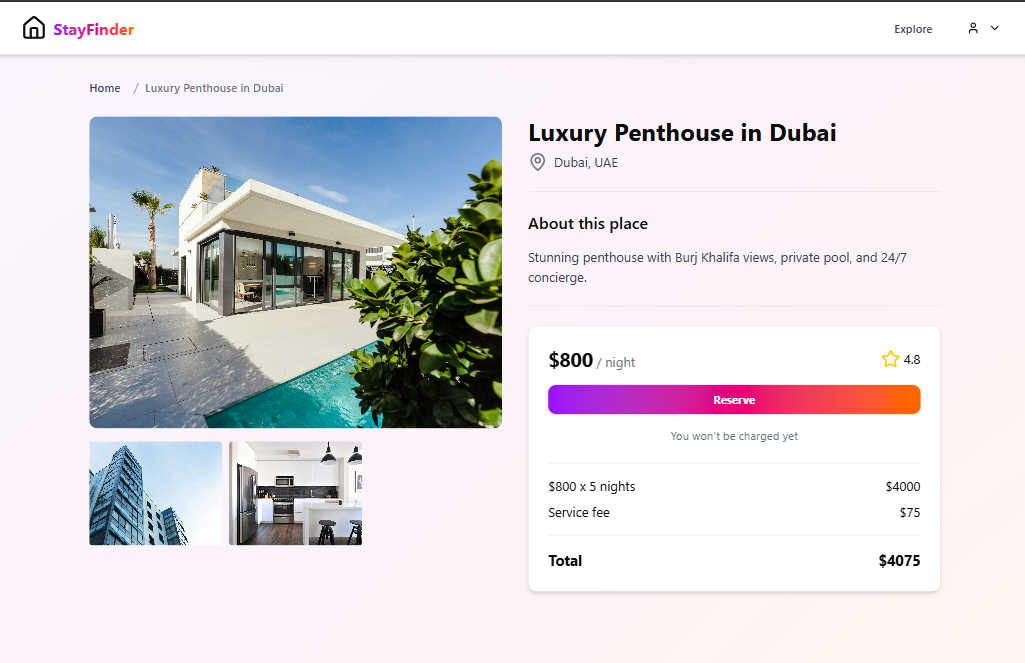 StayFinder
Explore
Home / Luxury Penthouse in Dubai
Luxury Penthouse in Dubai
Dubai, UAE
About this place
Stunning penthouse with Burj Khalifa views, private pool, and 24/7
concierge.
$800 / night
4.8
Reserve
You won't be charged yet
$800 x 5 nights $4000
Service fee $75
Total $4075